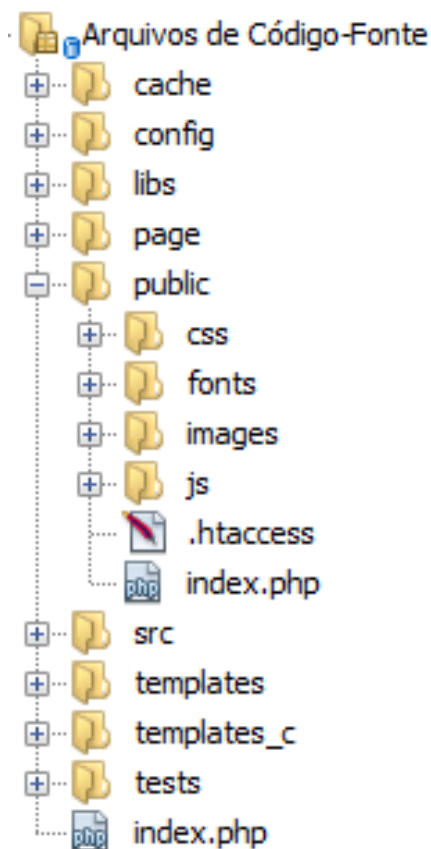 Arquivos de Código-Fonte
cache
config
libs
page
public
css
fonts
images
js
.htaccess
index.php
src
templates
templates_c
tests
index.php